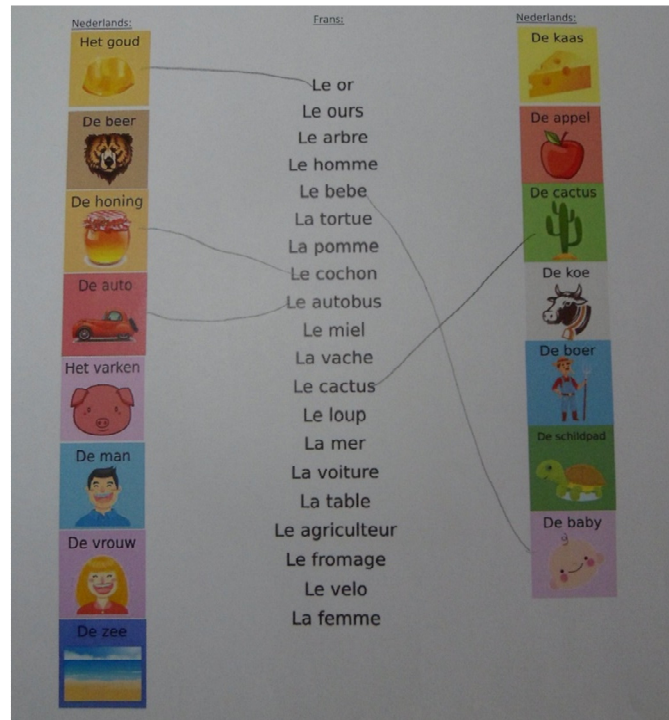 Nederlands:
Het goud
De beer
De honing
De auto
Het varken
De man
De vrouw
De zee
Frans:
Le or
Le ours
Le arbre
Le homme
Le bebe
La tortue
La pomme
Le cochon
Le autobus
Le miel
La vache
Le cactus
Le loup
La mer
La voiture
La table
Le agriculteur
Le fromage
Le velo
La femme
Nederlands:
De kaas
De appel
De cactus
De koe
De boer
De schildpad
De baby